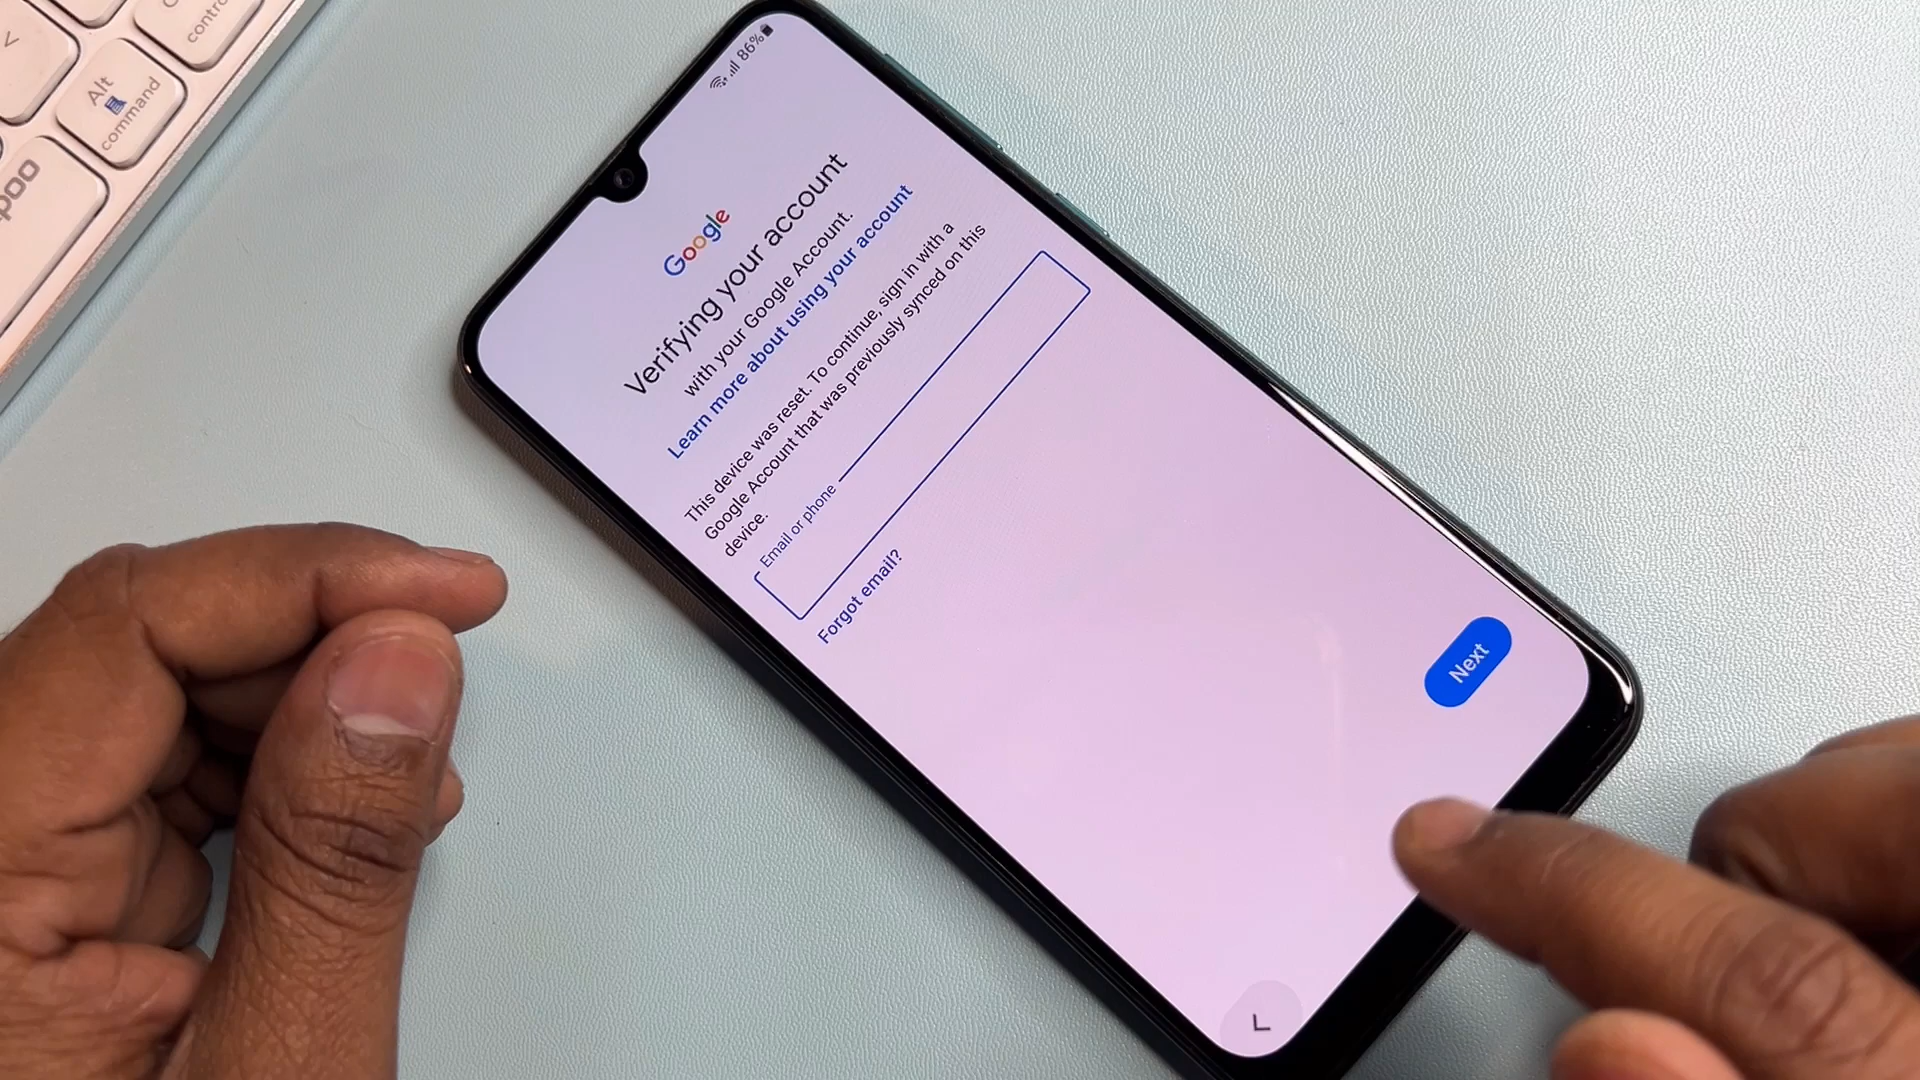 <
Alt
command
control
poo
86%
Google
Verifying your account
with your Google Account.
Learn more about using your account
This device was reset. To continue, sign in with a
Google Account that was previously synced on this
device.
Email or phone
Forgot email?
Next